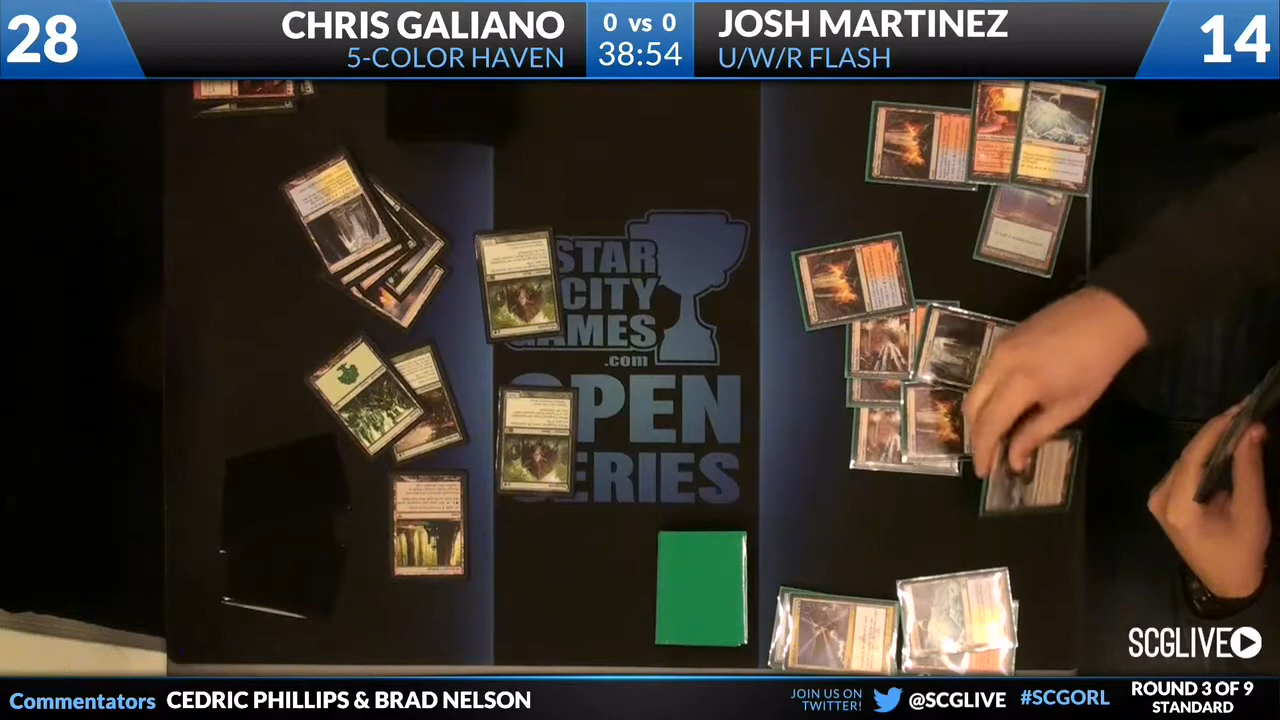 28
CHRIS GALIANO
5-COLOR HAVEN
0 vs 0
38:54
JOSH MARTINEZ
U/W/R FLASH
14
STAR
CITY
GAMES
.com
OPEN
SERIES
SCGLIVE
Commentators CEDRIC PHILLIPS & BRAD NELSON
JOIN US ON
TWITTER!
@SCGLIVE #SCGORL
ROUND 3 OF 9
STANDARD